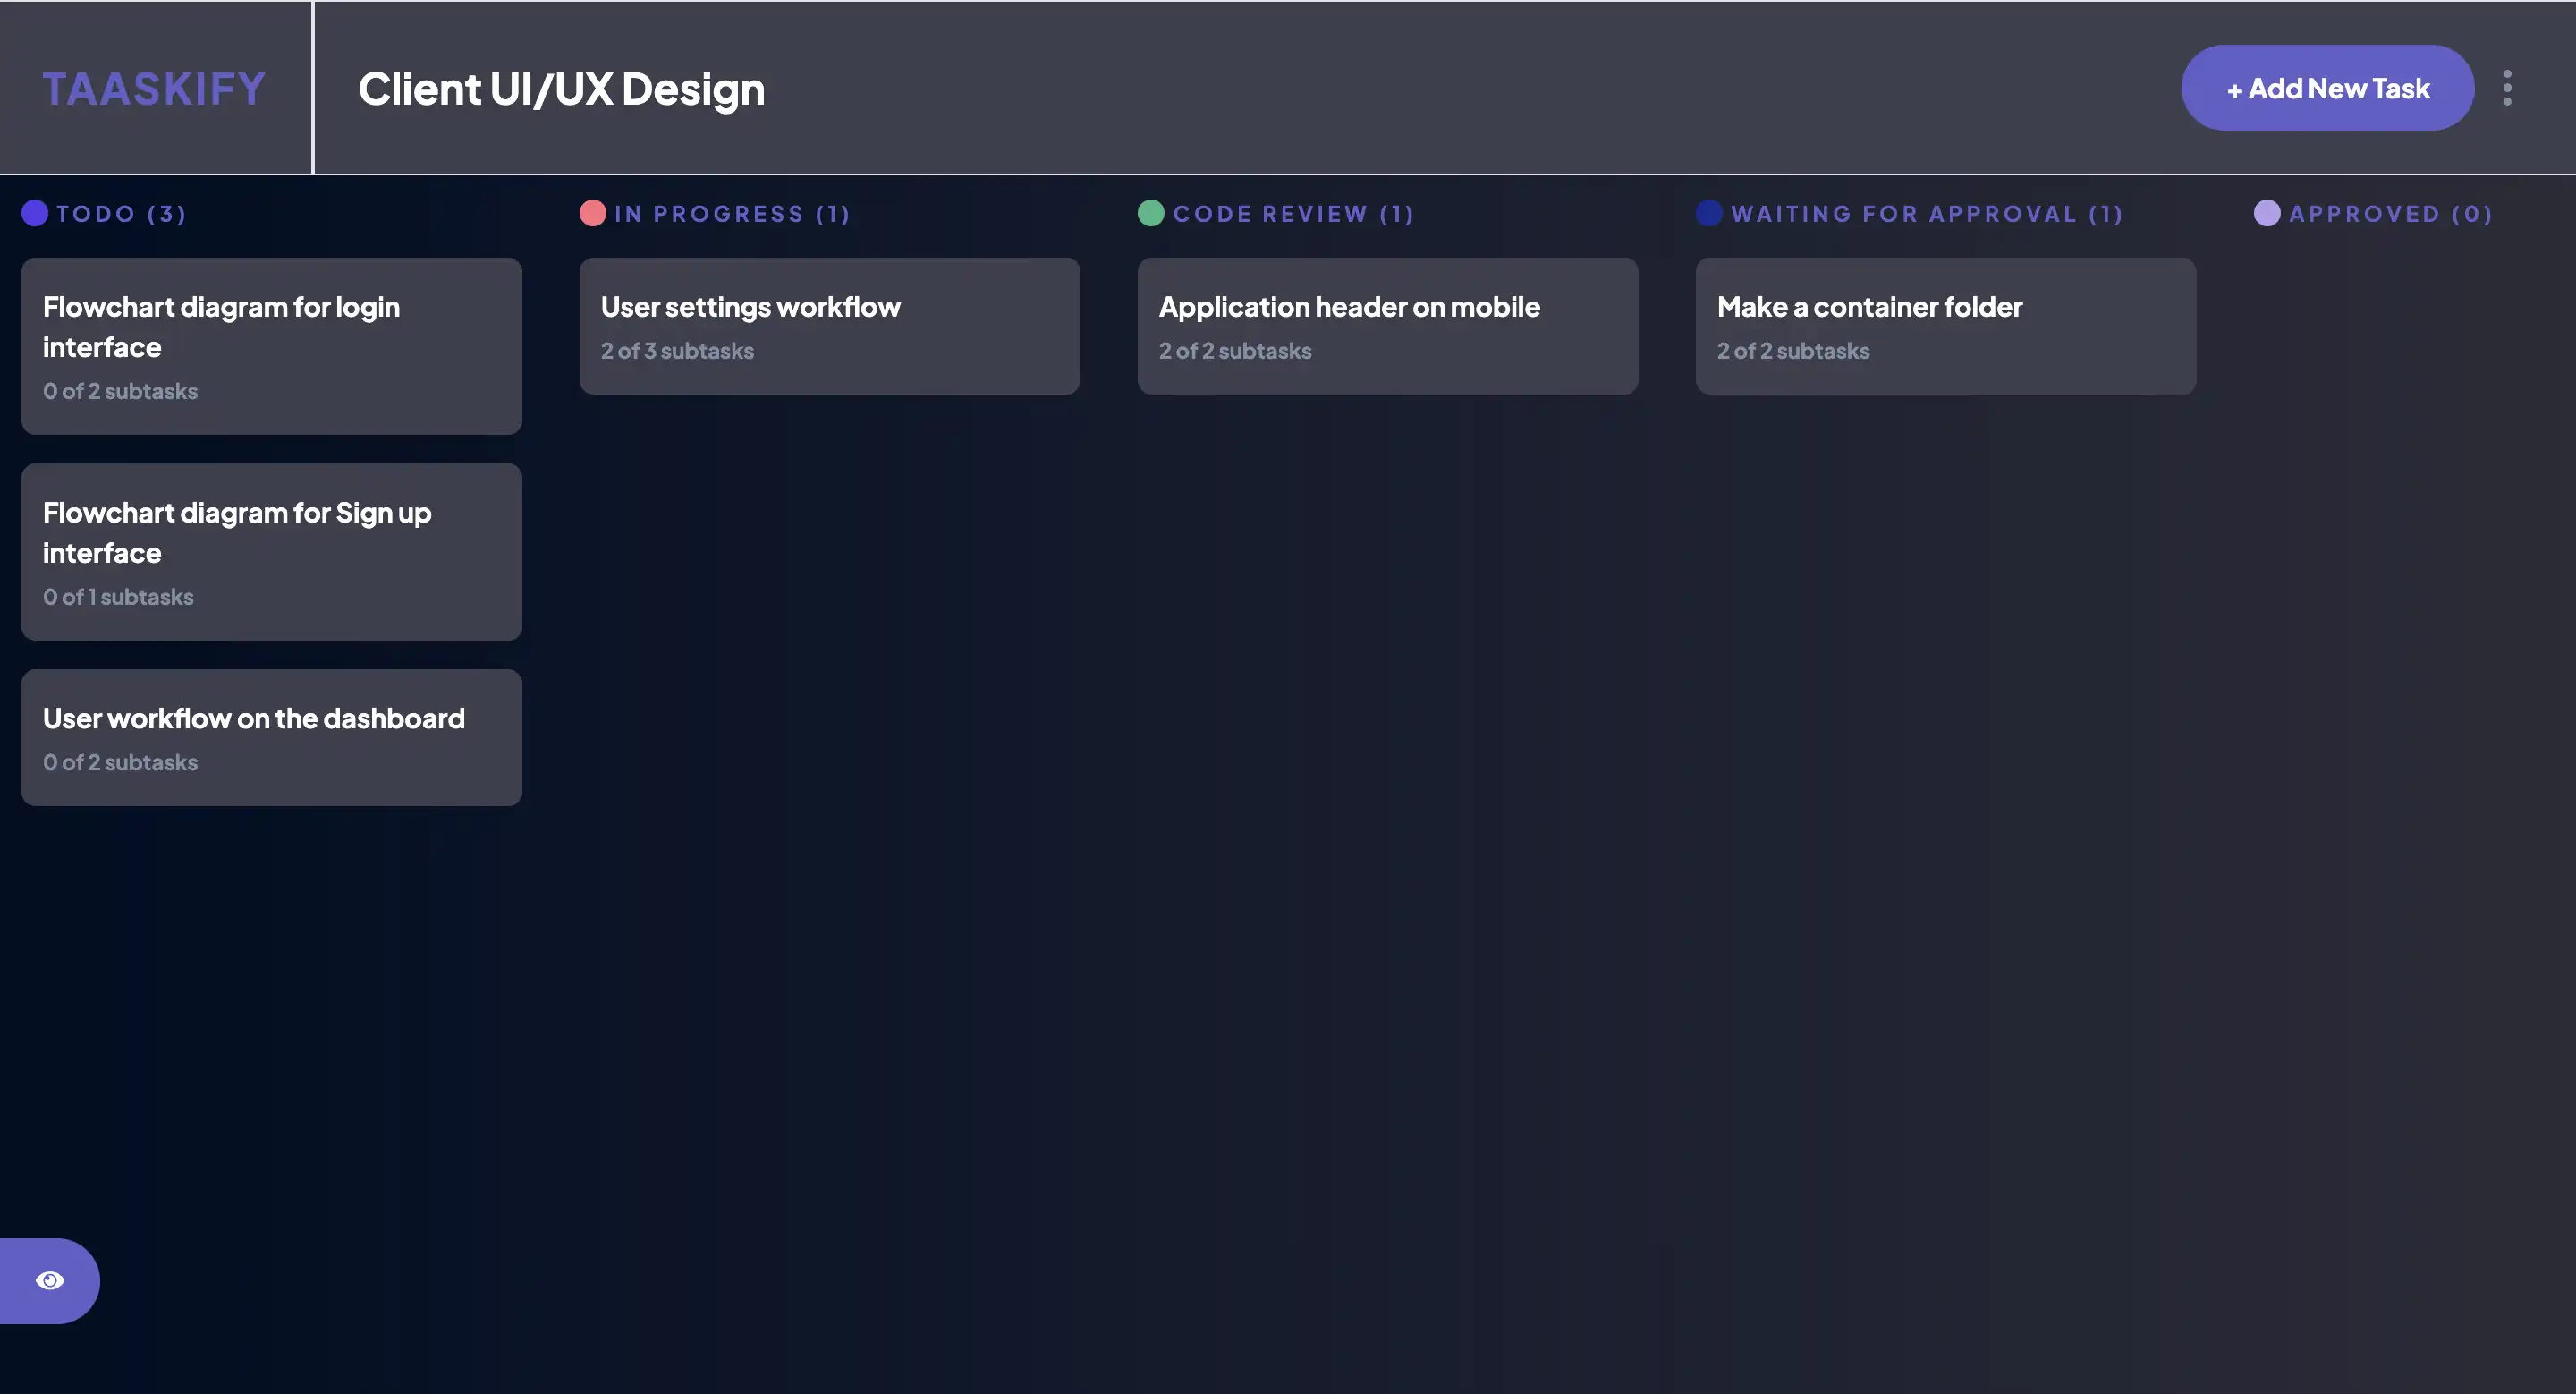 TAASKIFY
Client UI/UX Design
+ Add New Task
TODO (3)
Flowchart diagram for login
interface
0 of 2 subtasks
Flowchart diagram for Sign up
interface
0 of 1 subtasks
User workflow on the dashboard
0 of 2 subtasks
IN PROGRESS (1)
User settings workflow
2 of 3 subtasks
CODE REVIEW (1)
Application header on mobile
2 of 2 subtasks
WAITING FOR APPROVAL (1)
Make a container folder
2 of 2 subtasks
APPROVED (0)